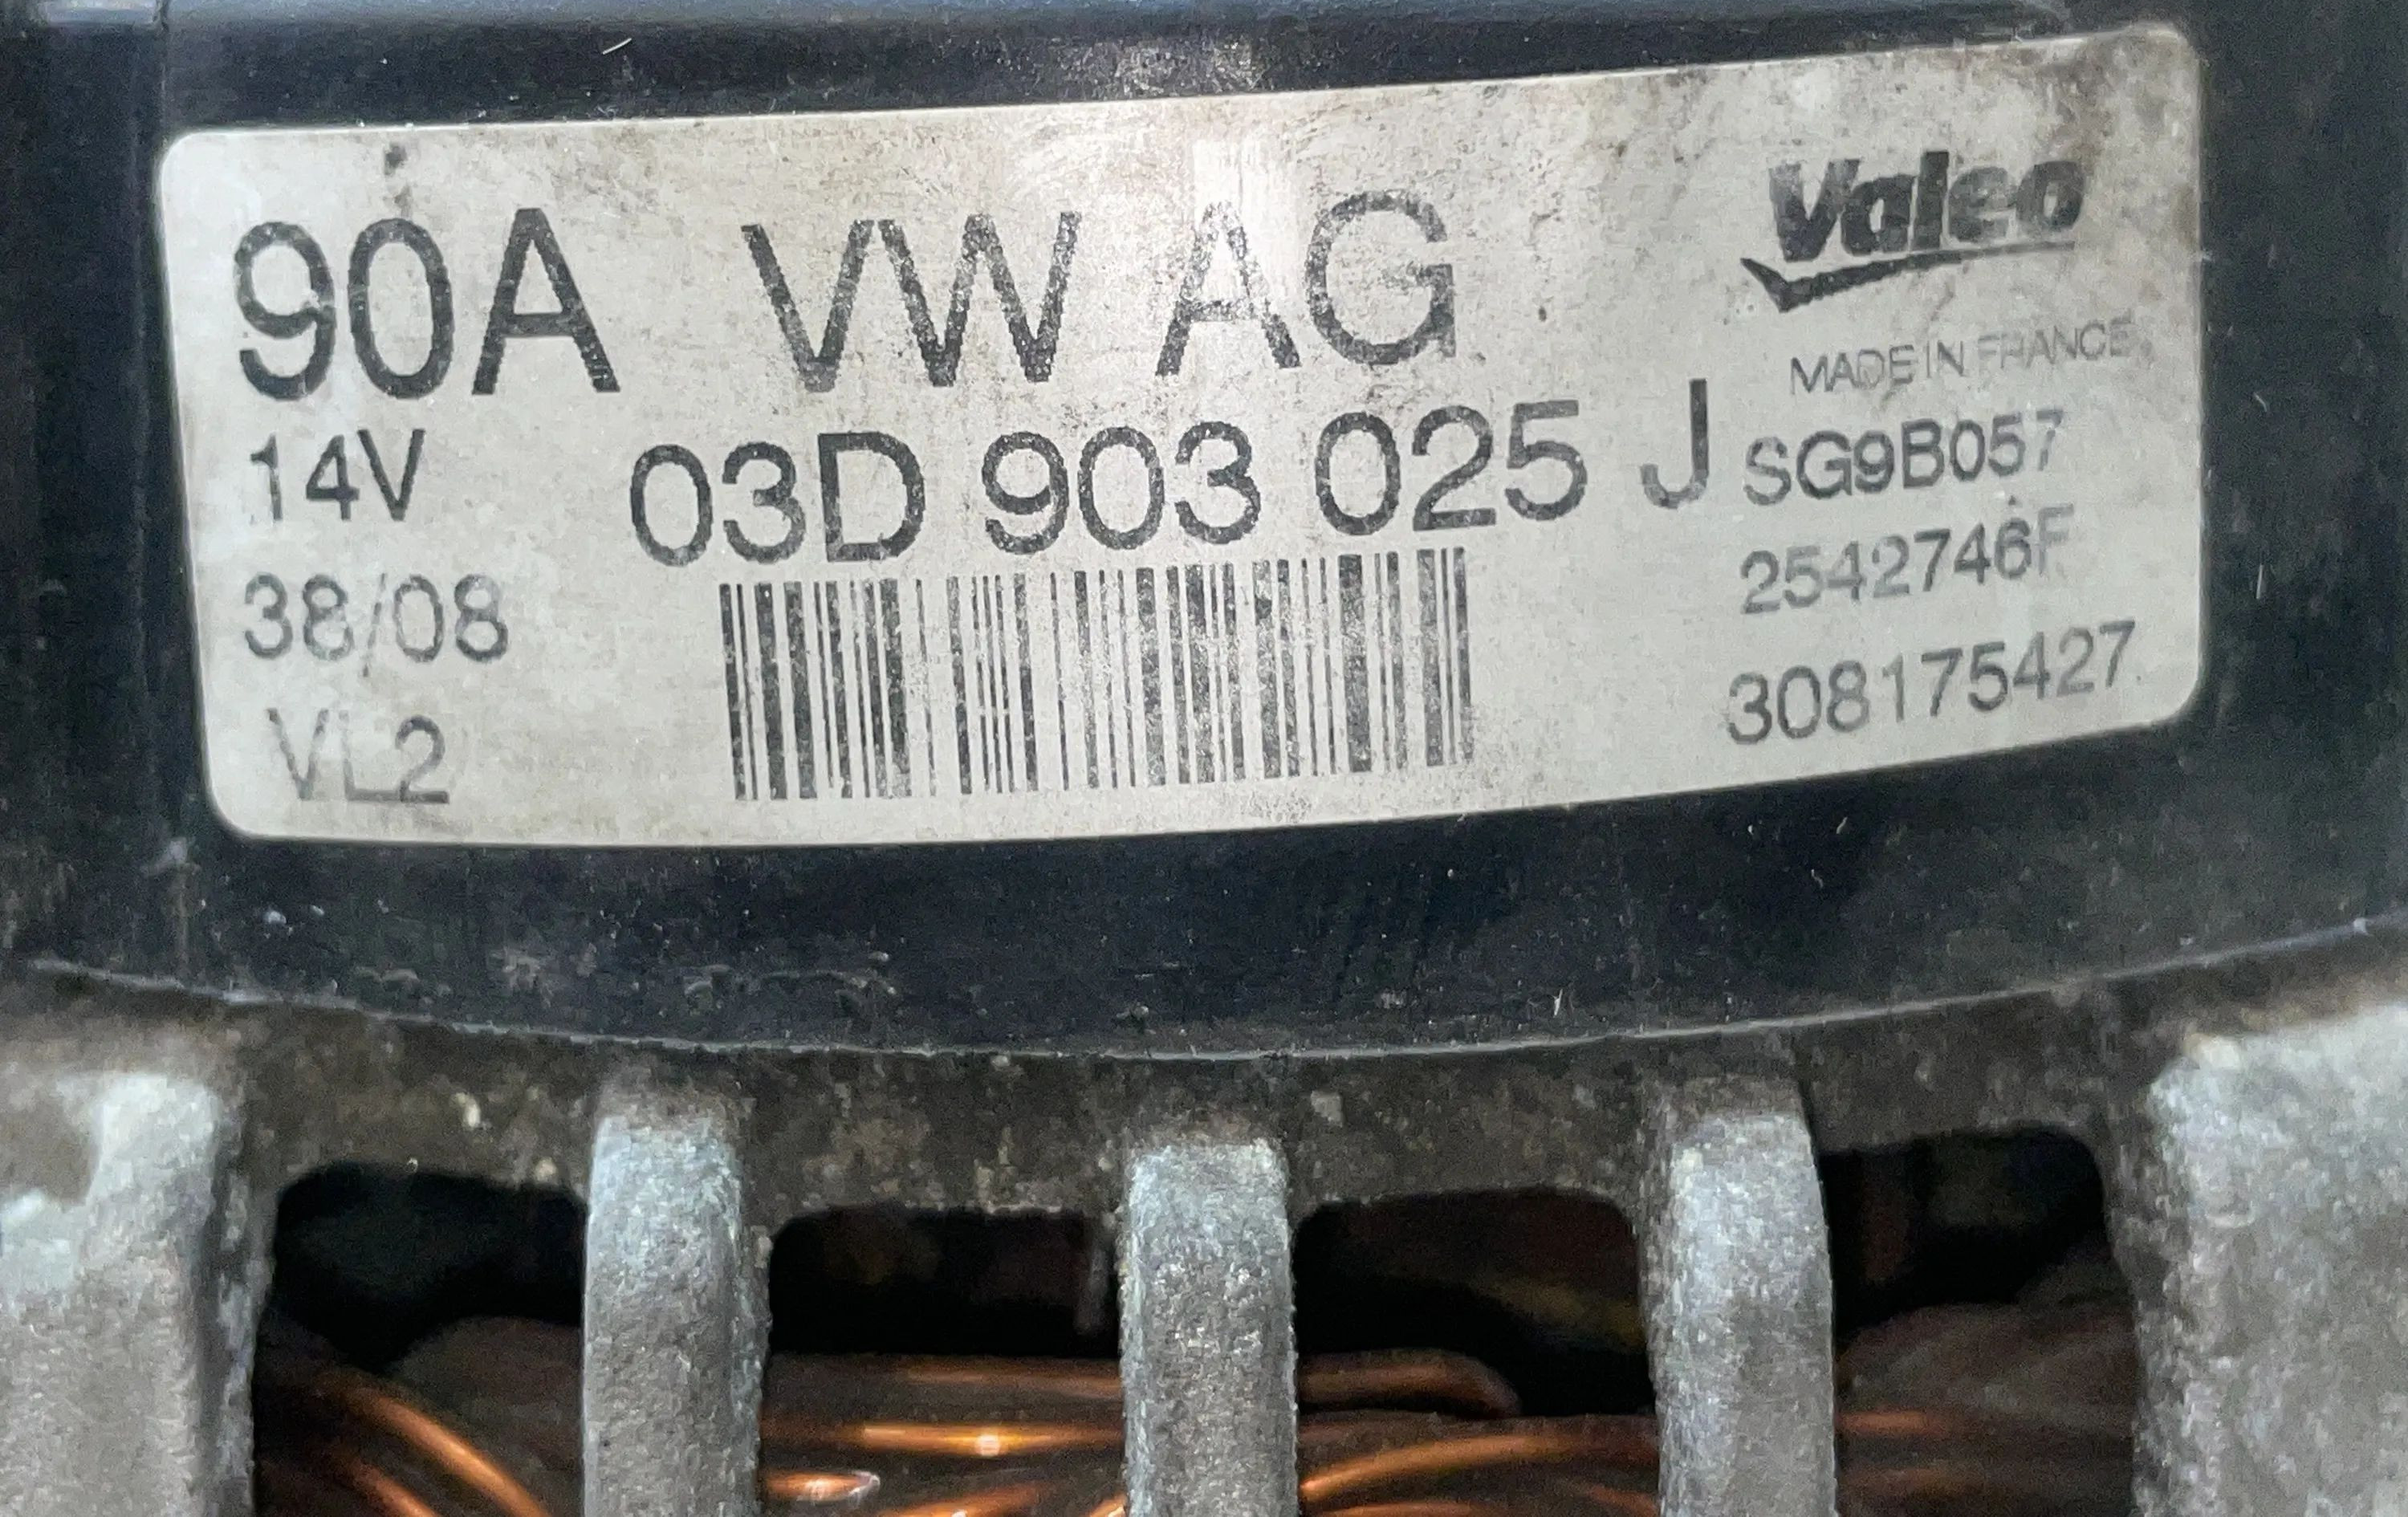 90A VW AG
Valeo
MADE IN FRANCE
14V 03D 903 025 J SG9B057
38/08
2542746F
VL2
308175427